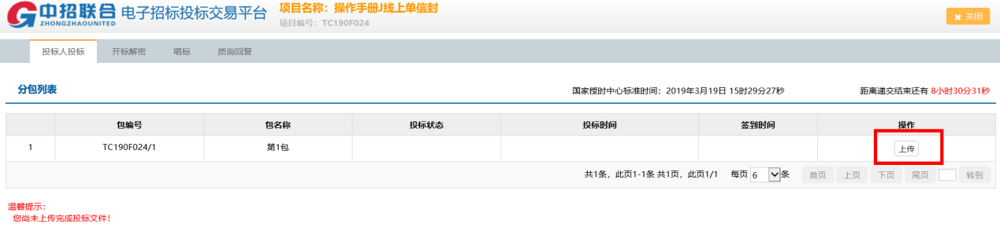 中招联合 电子招标投标交易平台 项目名称：操作手册J线上单信封
ZHONGZHAOUNITED 项目编号：TC190F024 × 关闭
投标人投标 开标解密 唱标 质询回复
分包列表 国家授时中心标准时间：2019年3月19日 15时29分27秒 距离递交结束还有 8小时30分31秒
包编号 包名称 投标状态 投标时间 签到时间 操作
1 TC190F024/1 第1包 上传
共1条，此页1-1条 共1页，此页1/1 每页 6 条 首页 上页 下页 尾页 转到
温馨提示：
您尚未上传完成投标文件！